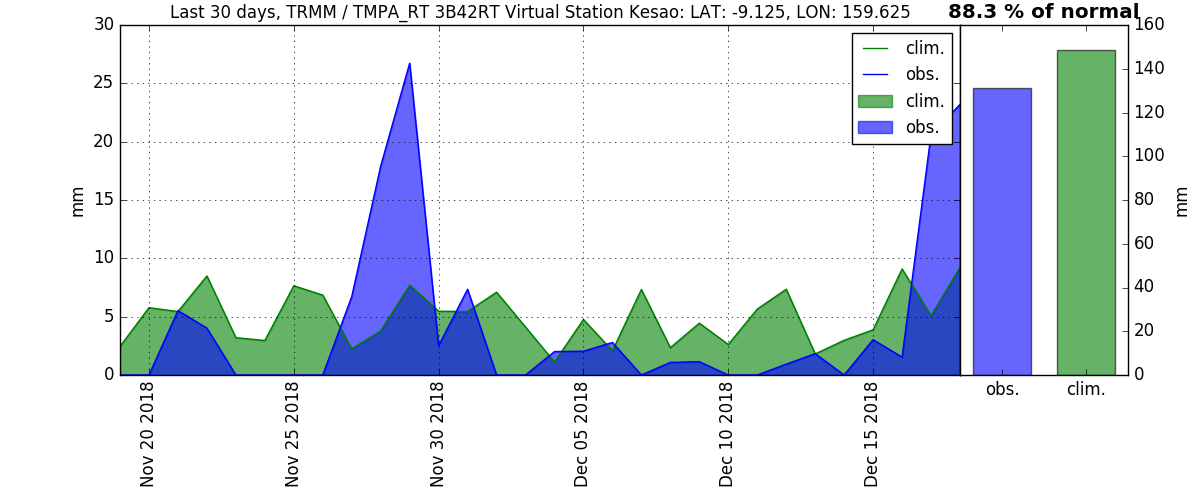 Last 30 days, TRMM / TMPA_RT 3B42RT Virtual Station Kesao: LAT: -9.125, LON: 159.625
88.3 % of normal
30
25
20
15
10
5
0
mm
clim.
obs.
clim.
obs.
160
140
120
100
80
60
40
20
0
mm
obs.
clim.
Nov 20 2018
Nov 25 2018
Nov 30 2018
Dec 05 2018
Dec 10 2018
Dec 15 2018